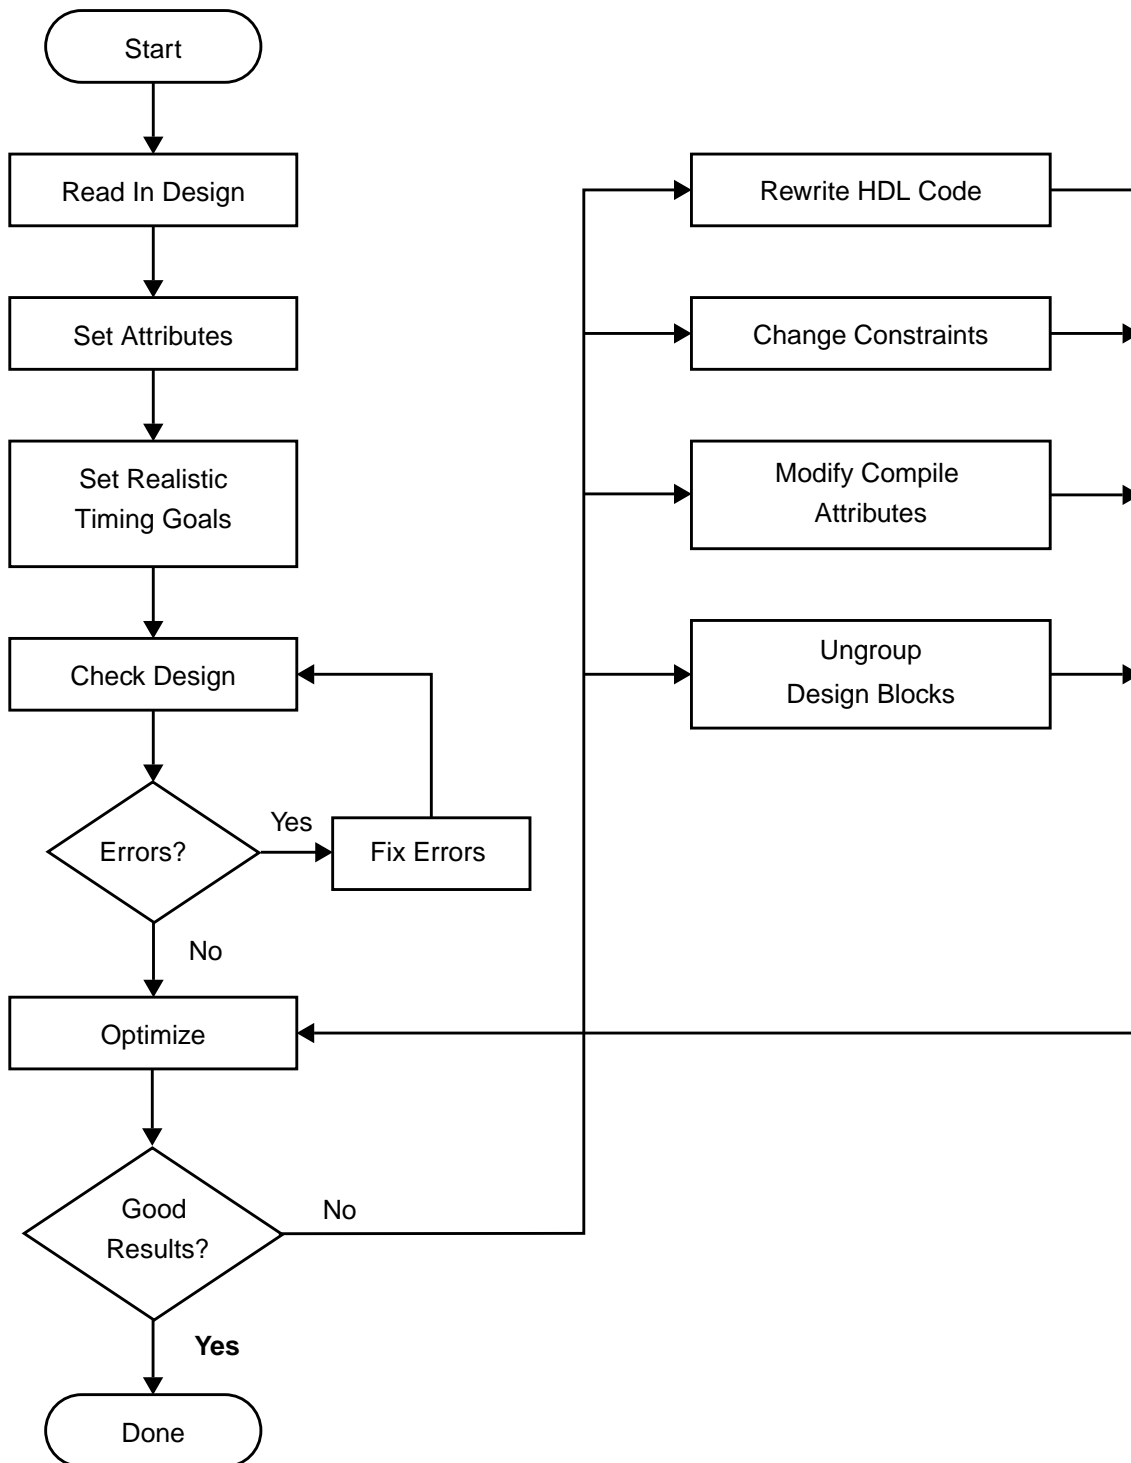 Start
Read In Design
Set Attributes
Set Realistic
Timing Goals
Check Design
Errors?
Yes
Fix Errors
No
Optimize
Good
Results?
No
Yes
Done
Rewrite HDL Code
Change Constraints
Modify Compile
Attributes
Ungroup
Design Blocks